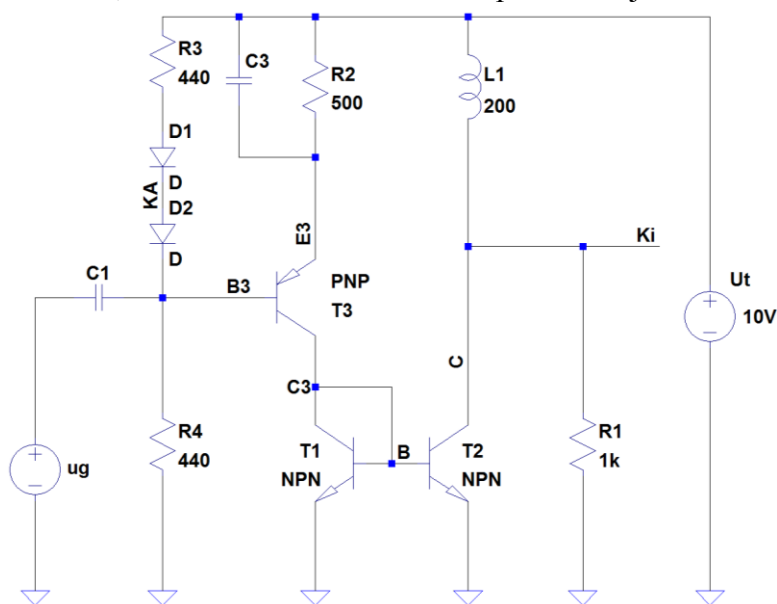 R3
440
C3
R2
500
L1
200
D1
D
KA
D2
D
E3
Ki
C1
B3
PNP
T3
Ut
10V
C3
C
R4
440
T1
NPN
B
T2
NPN
R1
1k
ug